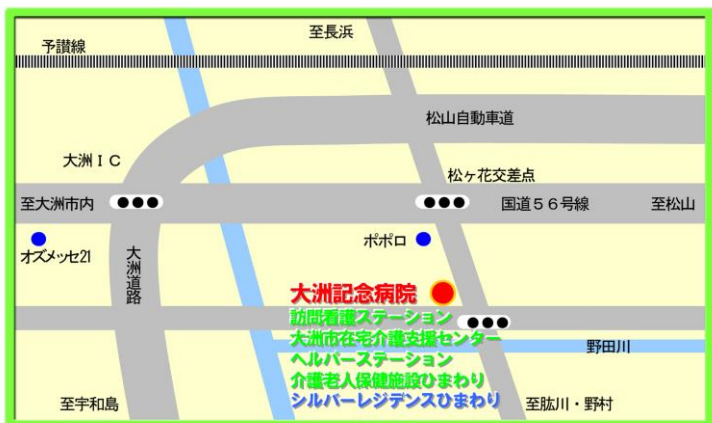 至長浜
予讃線
松山自動車道
大洲IC
松ヶ花交差点
至大洲市内
国道56号線
至松山
オズメッセ21
大洲道路
ポポロ
大洲記念病院
訪問看護ステーション
大洲市在宅介護支援センター
ヘルパーステーション
介護老人保健施設ひまわり
シルバーレジデンスひまわり
野田川
至宇和島
至肱川・野村